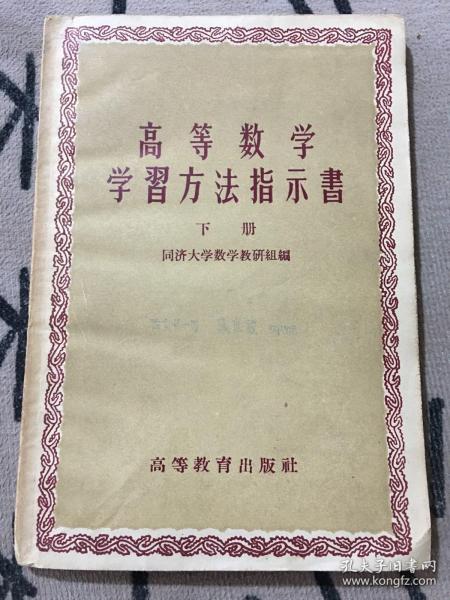 高等数学
学習方法指示書
下册
同济大学数学教研組編
高等教育出版社
孔夫子旧书网
www.kongfz.com